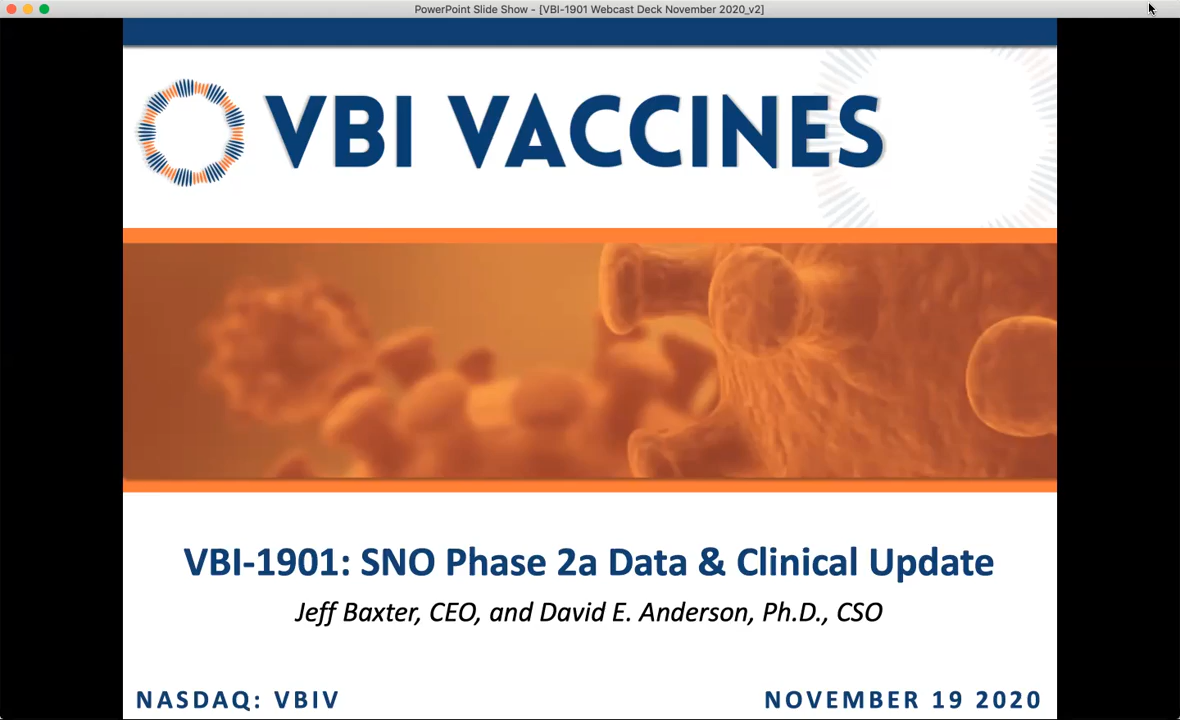 PowerPoint Slide Show - [VBI-1901 Webcast Deck November 2020_v2]
VBI VACCINES
VBI-1901: SNO Phase 2a Data & Clinical Update
Jeff Baxter, CEO, and David E. Anderson, Ph.D., CSO
NASDAQ: VBIV
NOVEMBER 19 2020